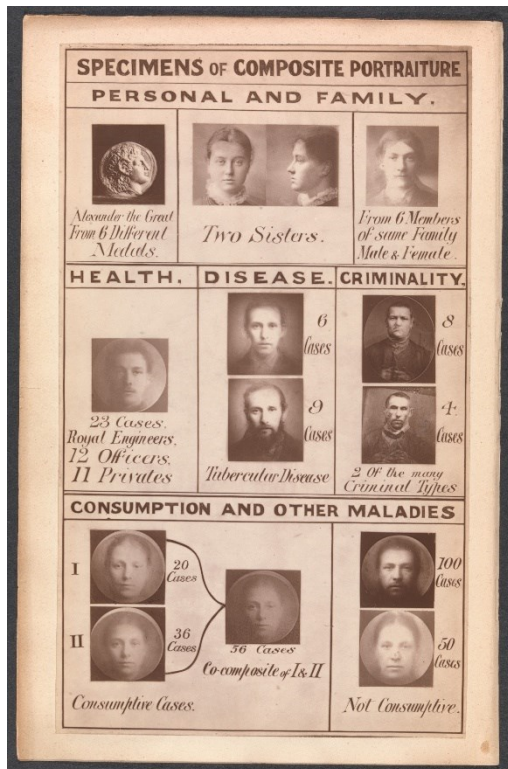 SPECIMENS OF COMPOSITE PORTRAITURE
PERSONAL AND FAMILY.
Alexander the Great
From 6 Different
Medals.
Two Sisters.
From 6 Members
of same Family
Male & Female.
HEALTH.
23 Cases.
Royal Engineers.
12 Officers.
11 Privates
DISEASE.
6
Cases
9
Cases
Tubercular Disease
CRIMINALITY.
8
Cases
4
Cases
2 Of the many
Criminal Types
CONSUMPTION AND OTHER MALADIES
I
20
Cases
II
36
Cases
56 Cases
Co-composite of I & II
Consumptive Cases.
100
Cases
50
Cases
Not Consumptive.